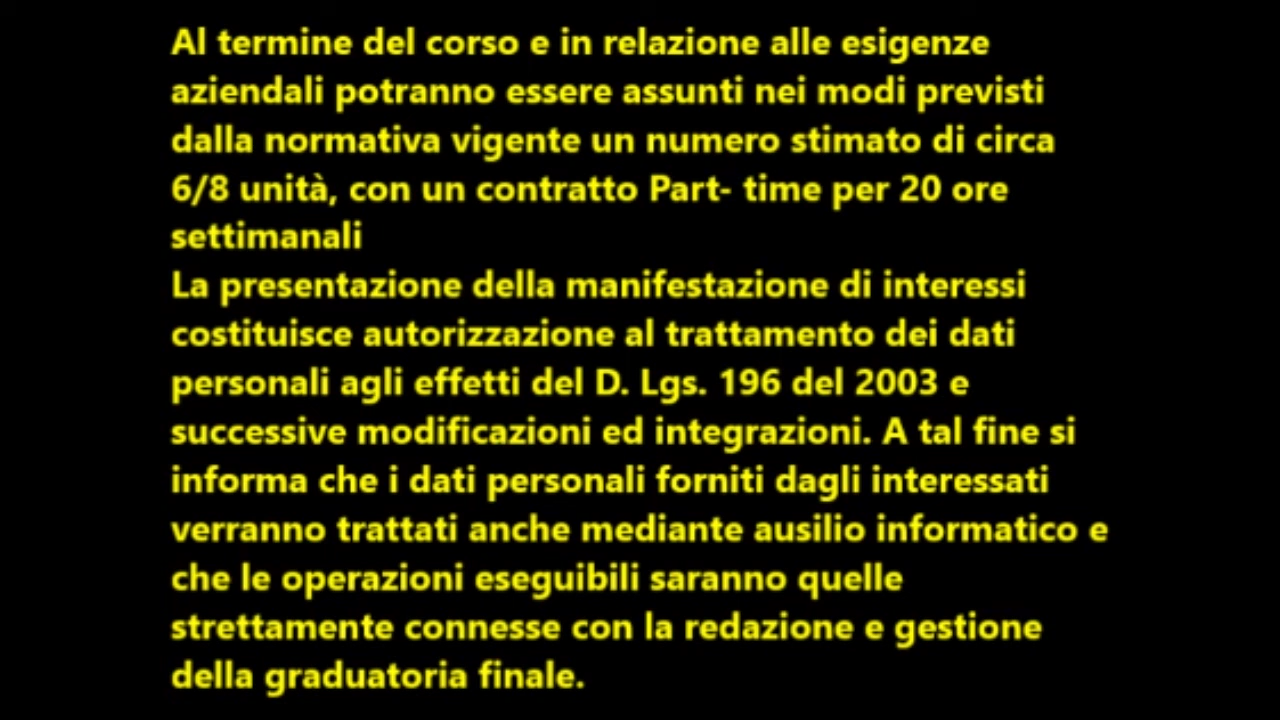 Al termine del corso e in relazione alle esigenze
aziendali potranno essere assunti nei modi previsti
dalla normativa vigente un numero stimato di circa
6/8 unità, con un contratto Part- time per 20 ore
settimanali
La presentazione della manifestazione di interessi
costituisce autorizzazione al trattamento dei dati
personali agli effetti del D. Lgs. 196 del 2003 e
successive modificazioni ed integrazioni. A tal fine si
informa che i dati personali forniti dagli interessati
verranno trattati anche mediante ausilio informatico e
che le operazioni eseguibili saranno quelle
strettamente connesse con la redazione e gestione
della graduatoria finale.